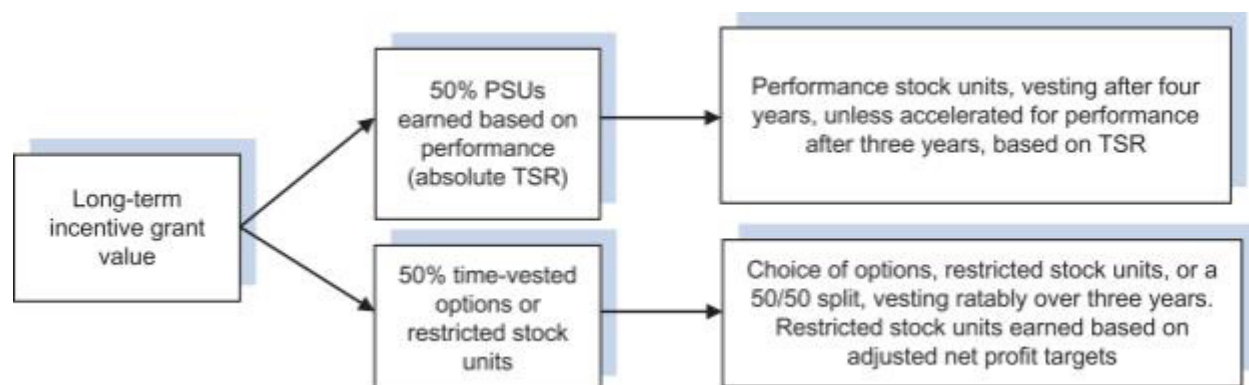 Long-term
incentive grant
value
50% PSUs
earned based on
performance
(absolute TSR)
Performance stock units, vesting after four
years, unless accelerated for performance
after three years, based on TSR
50% time-vested
options or
restricted stock
units
Choice of options, restricted stock units, or a
50/50 split, vesting ratably over three years.
Restricted stock units earned based on
adjusted net profit targets